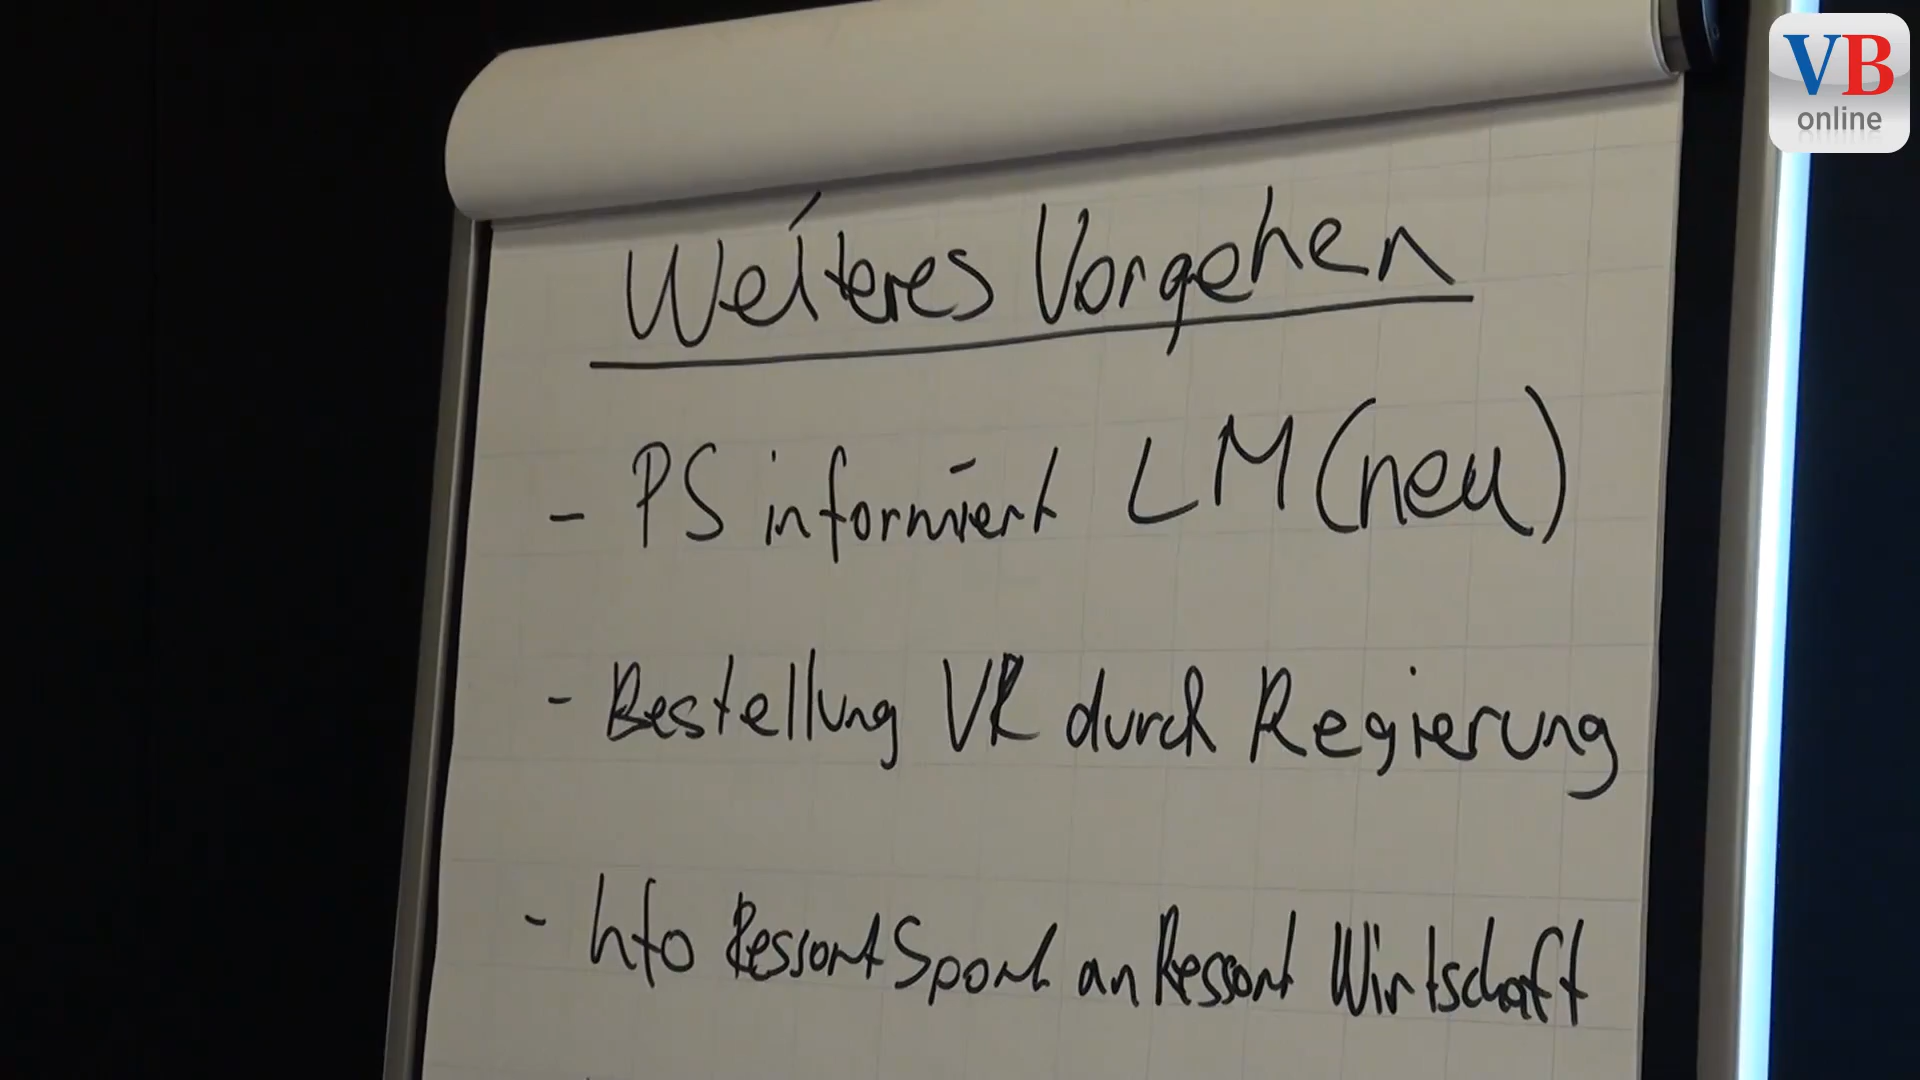 VB
online
Weiteres Vorgehen
- PS informiert LM (neu)
- Bestellung VR durch Regierung
- Info Ressort Sport an Ressort Wirtschaft